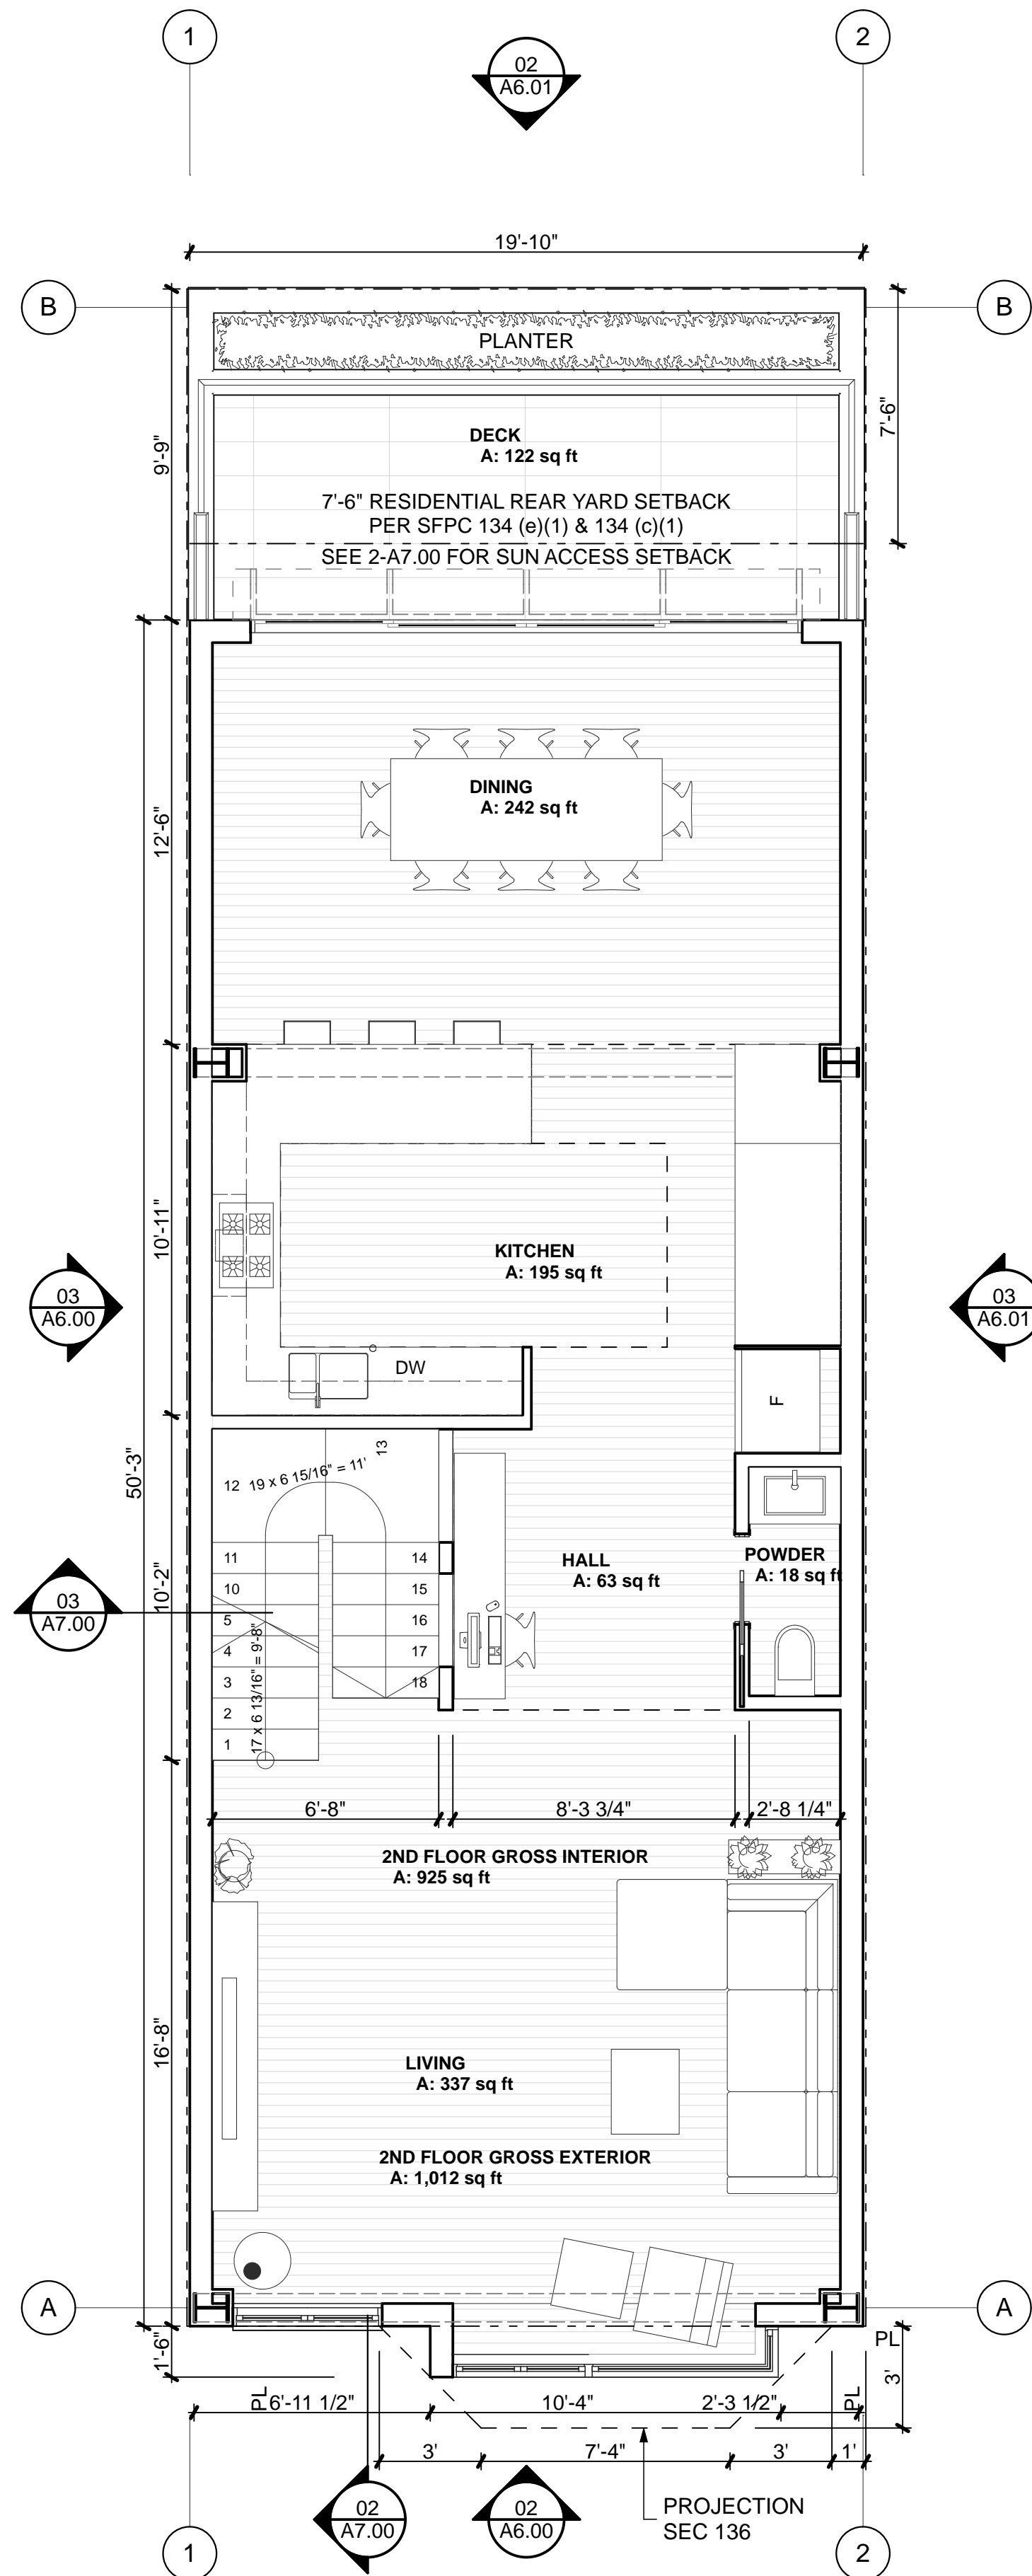 1
2
02
A6.01
19'-10"
B
B
PLANTER
9'-9"
7'-6"
DECK
A: 122 sq ft
7'-6" RESIDENTIAL REAR YARD SETBACK
PER SFPC 134 (e)(1) & 134 (c)(1)
SEE 2-A7.00 FOR SUN ACCESS SETBACK
DINING
A: 242 sq ft
12'-6"
10'-11"
KITCHEN
A: 195 sq ft
03
A6.00
03
A6.01
DW
F
50'-3"
13
12
19 x 6 15/16" = 11'
11
14
10
15
5
16
4
17
3
18
2
1
17 x 6 13/16" = 9'-8"
HALL
A: 63 sq ft
POWDER
A: 18 sq ft
10'-2"
03
A7.00
6'-8"
8'-3 3/4"
2'-8 1/4"
2ND FLOOR GROSS INTERIOR
A: 925 sq ft
16'-8"
LIVING
A: 337 sq ft
2ND FLOOR GROSS EXTERIOR
A: 1,012 sq ft
A
A
1'-6"
PL
3'
PL
6'-11 1/2"
10'-4"
2'-3 1/2"
PL
3'
7'-4"
3'
1'
02
A7.00
02
A6.00
PROJECTION
SEC 136
1
2